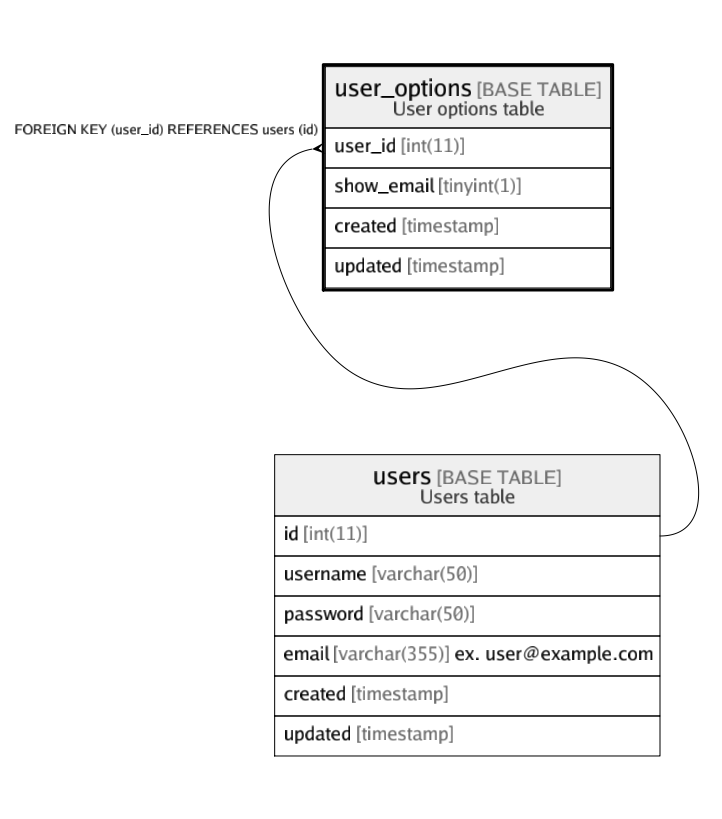 user_options [BASE TABLE]
User options table
FOREIGN KEY (user_id) REFERENCES users (id)
user_id [int(11)]
show_email [tinyint(1)]
created [timestamp]
updated [timestamp]
users [BASE TABLE]
Users table
id [int(11)]
username [varchar(50)]
password [varchar(50)]
email [varchar(355)] ex. user@example.com
created [timestamp]
updated [timestamp]